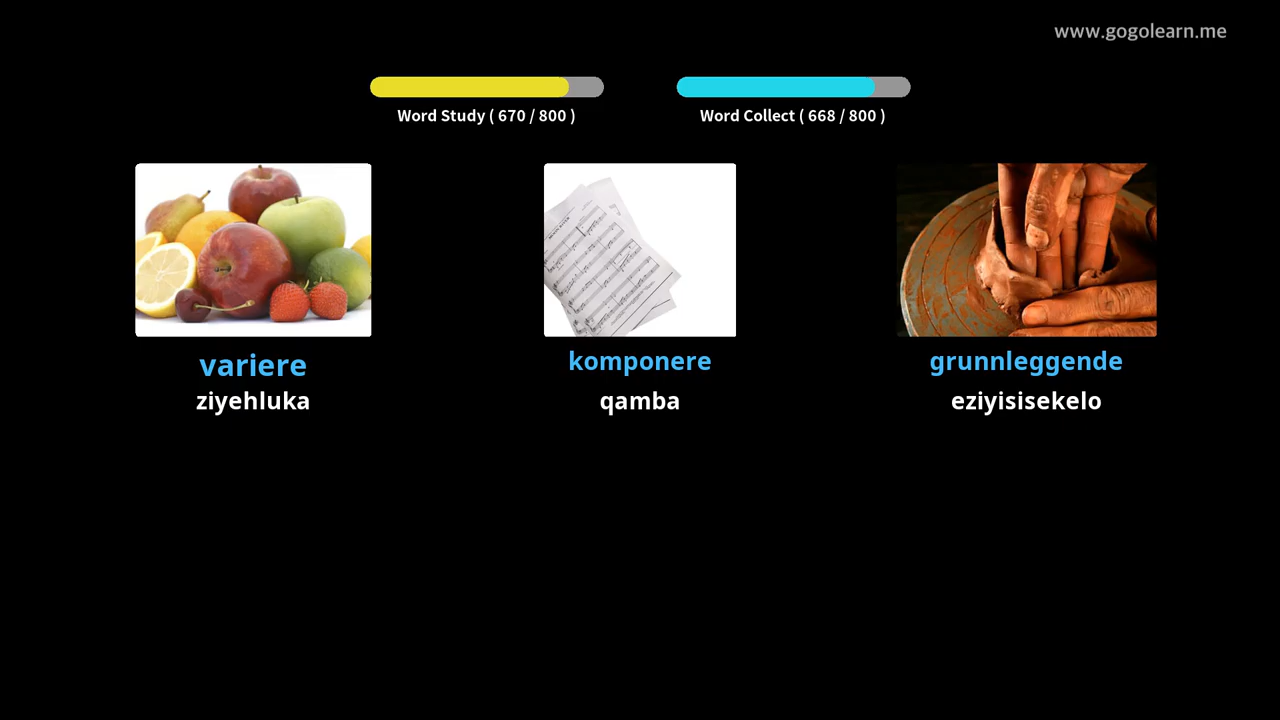 www.gogolearn.me
Word Study ( 670 / 800 )
Word Collect ( 668 / 800 )
variere
ziyehluka
komponere
qamba
grunnleggende
eziyisisekelo